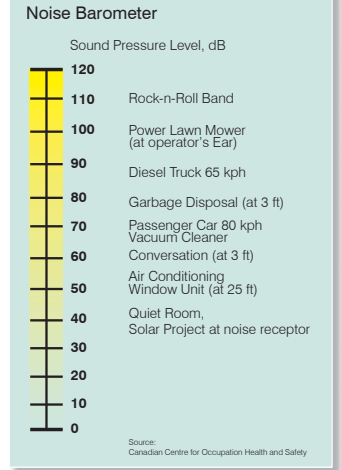 Noise Barometer
Sound Pressure Level, dB
120
110 Rock-n-Roll Band
100 Power Lawn Mower
(at operator's Ear)
90
Diesel Truck 65 kph
80 Garbage Disposal (at 3 ft)
70 Passenger Car 80 kph
Vacuum Cleaner
60 Conversation (at 3 ft)
Air Conditioning
50 Window Unit (at 25 ft)
40 Quiet Room,
Solar Project at noise receptor
30
20
10
0
Source:
Canadian Centre for Occupation Health and Safety